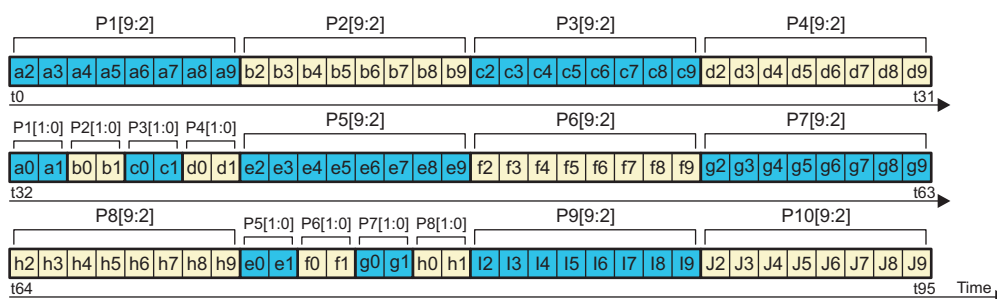 P1[9:2] P2[9:2] P3[9:2] P4[9:2]
a2 a3 a4 a5 a6 a7 a8 a9 b2 b3 b4 b5 b6 b7 b8 b9 c2 c3 c4 c5 c6 c7 c8 c9 d2 d3 d4 d5 d6 d7 d8 d9
t0 t31
P1[1:0] P2[1:0] P3[1:0] P4[1:0] P5[9:2] P6[9:2] P7[9:2]
a0 a1 b0 b1 c0 c1 d0 d1 e2 e3 e4 e5 e6 e7 e8 e9 f2 f3 f4 f5 f6 f7 f8 f9 g2 g3 g4 g5 g6 g7 g8 g9
t32 t63
P8[9:2] P5[1:0] P6[1:0] P7[1:0] P8[1:0] P9[9:2] P10[9:2]
h2 h3 h4 h5 h6 h7 h8 h9 e0 e1 f0 f1 g0 g1 h0 h1 I2 I3 I4 I5 I6 I7 I8 I9 J2 J3 J4 J5 J6 J7 J8 J9
t64 t95 Time